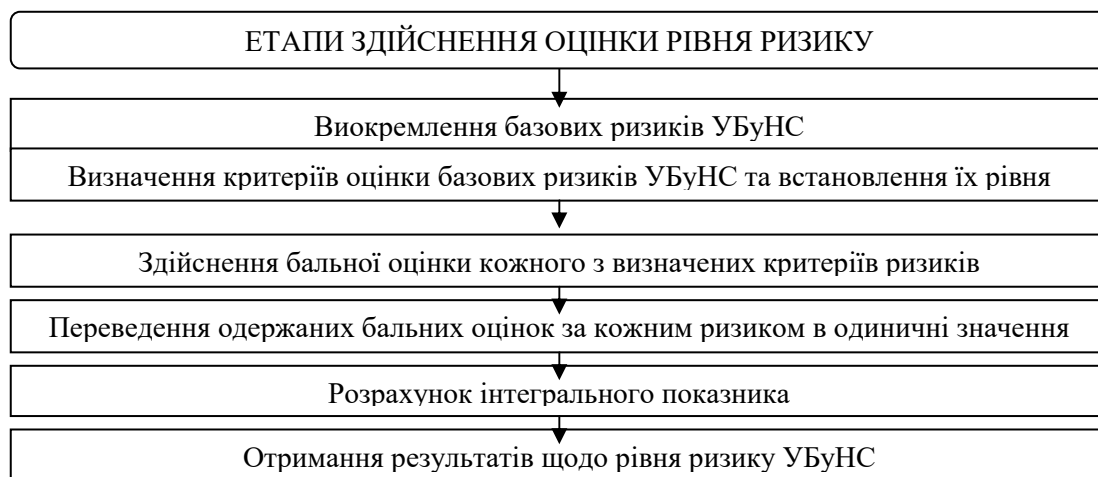 ЕТАПИ ЗДІЙСНЕННЯ ОЦІНКИ РІВНЯ РИЗИКУ
Виокремлення базових ризиків УБуНС
Визначення критеріїв оцінки базових ризиків УБуНС та встановлення їх рівня
Здійснення бальної оцінки кожного з визначених критеріїв ризиків
Переведення одержаних бальних оцінок за кожним ризиком в одиничні значення
Розрахунок інтегрального показника
Отримання результатів щодо рівня ризику УБуНС